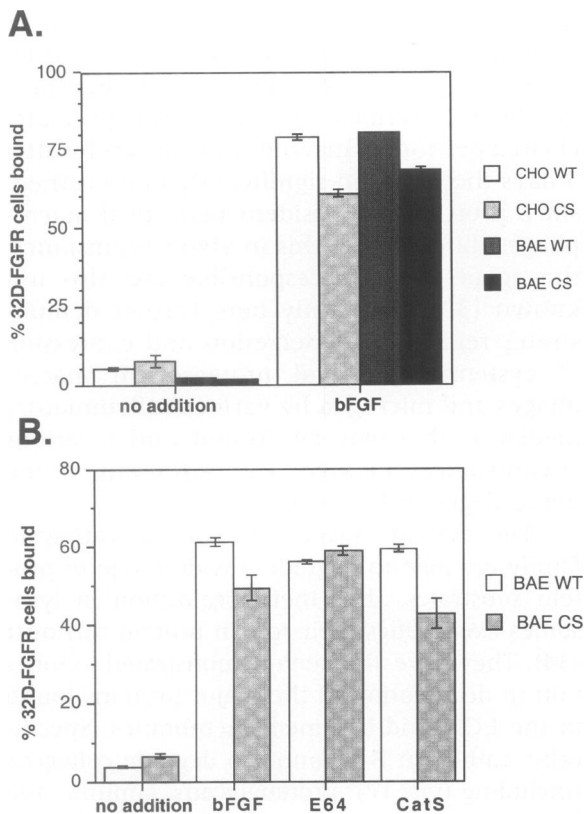 A.
100
75
50
25
0
% 32D-FGFR cells bound
no addition
bFGF
CHO WT
CHO CS
BAE WT
BAE CS
B.
80
60
40
20
0
% 32D-FGFR cells bound
no addition
bFGF
E64
CatS
BAE WT
BAE CS